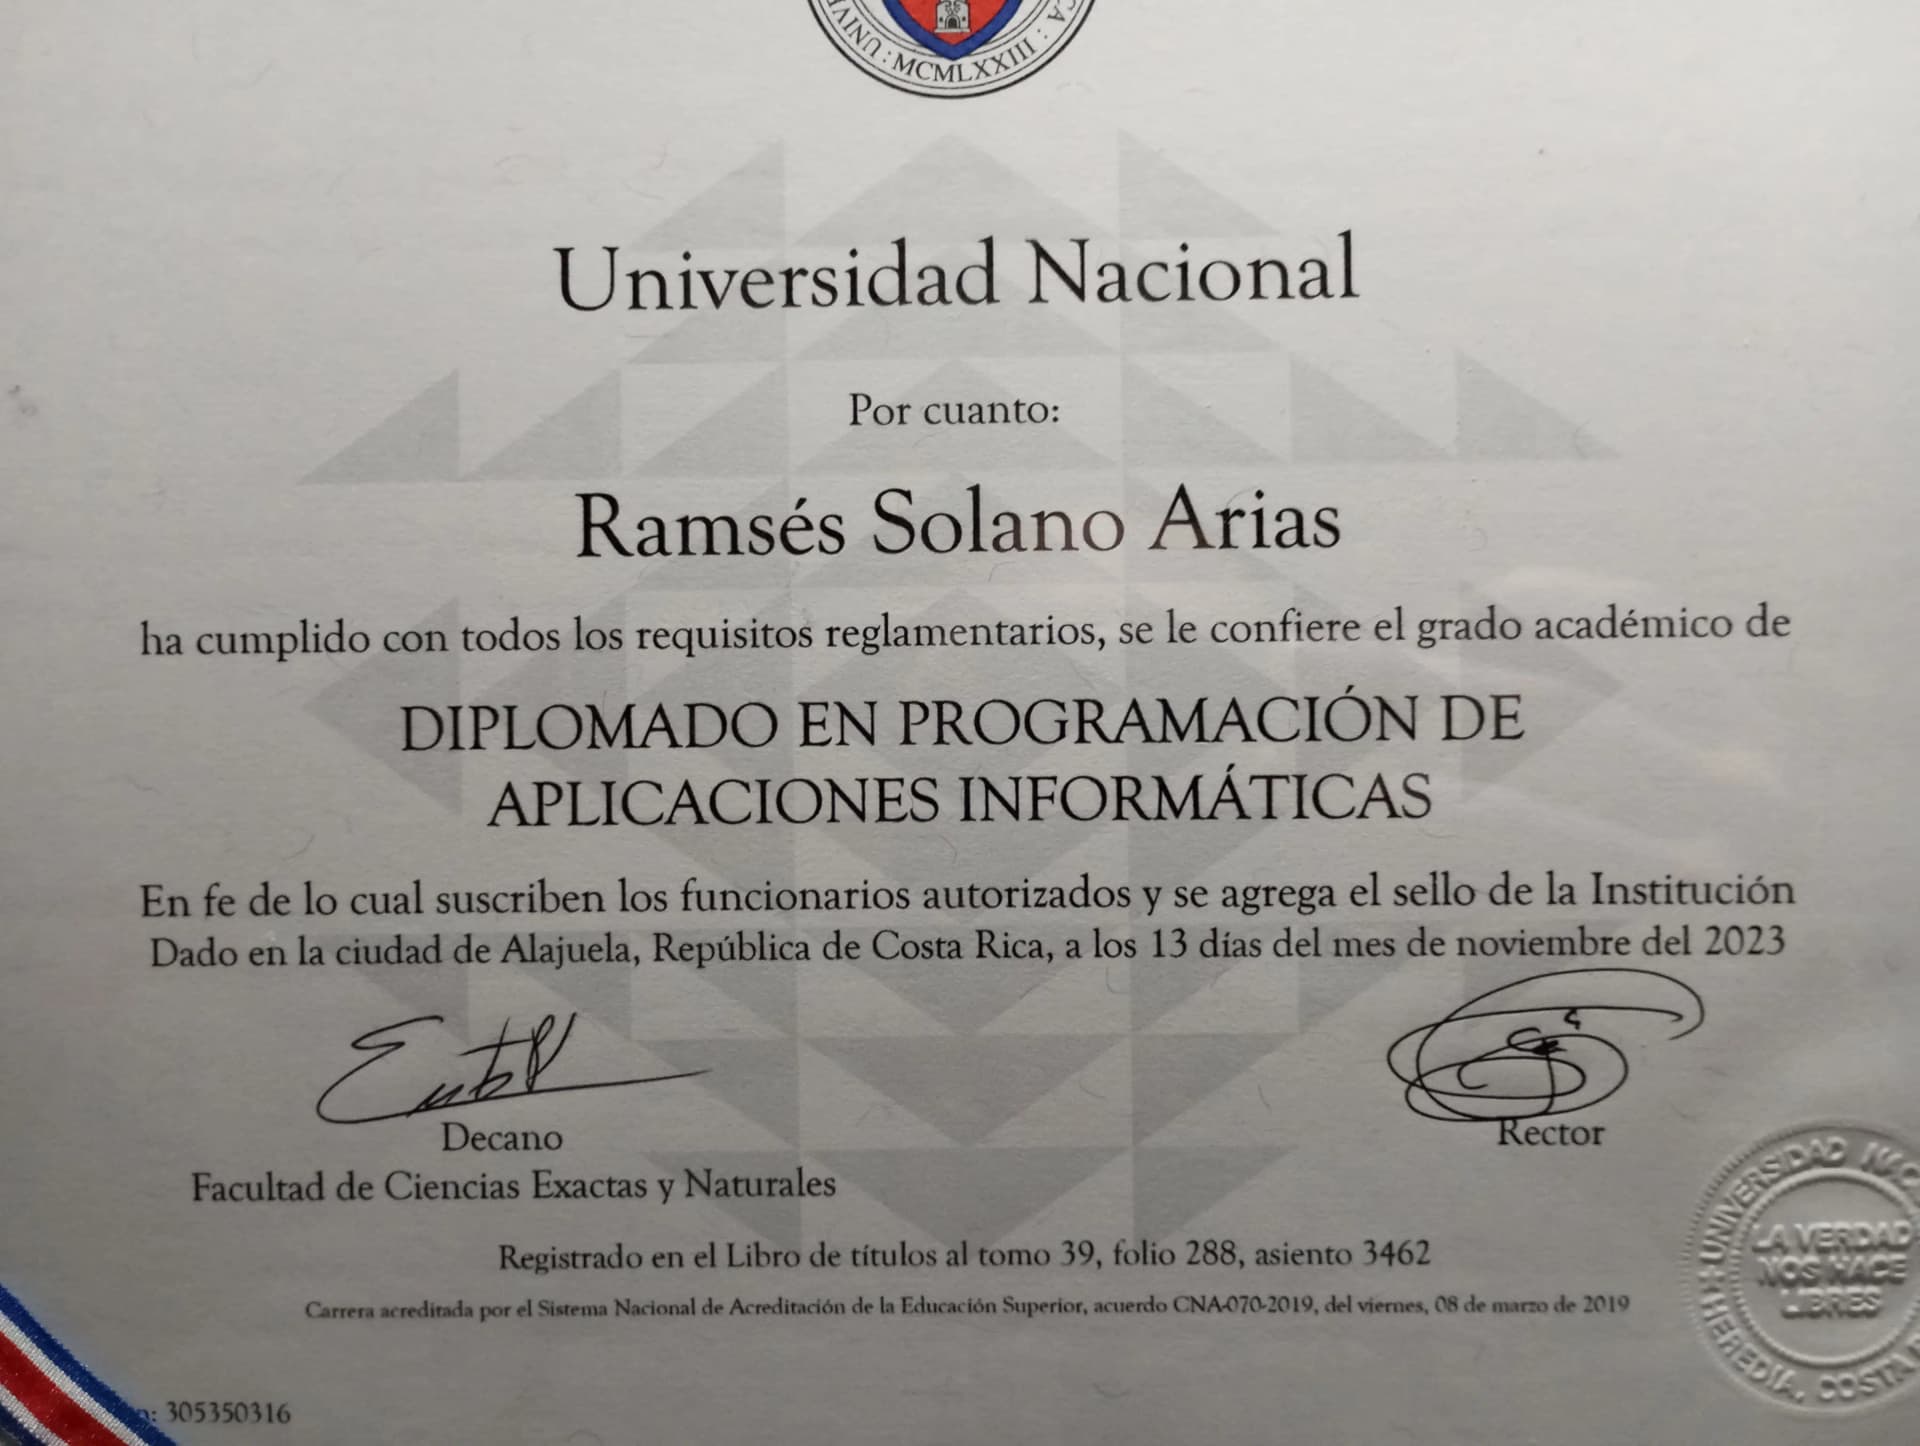 : MCMLXXIII :
Universidad Nacional
Por cuanto:
Ramsés Solano Arias
ha cumplido con todos los requisitos reglamentarios, se le confiere el grado académico de
DIPLOMADO EN PROGRAMACIÓN DE
APLICACIONES INFORMÁTICAS
En fe de lo cual suscriben los funcionarios autorizados y se agrega el sello de la Institución
Dado en la ciudad de Alajuela, República de Costa Rica, a los 13 días del mes de noviembre del 2023
Decano
Rector
Facultad de Ciencias Exactas y Naturales
Registrado en el Libro de títulos al tomo 39, folio 288, asiento 3462
Carrera acreditada por el Sistema Nacional de Acreditación de la Educación Superior, acuerdo CNA-070-2019, del viernes, 08 de marzo de 2019
UNIVERSIDAD
LA VERDAD
NOS HACE
LIBRES
HEREDIA, COSTA
: 305350316